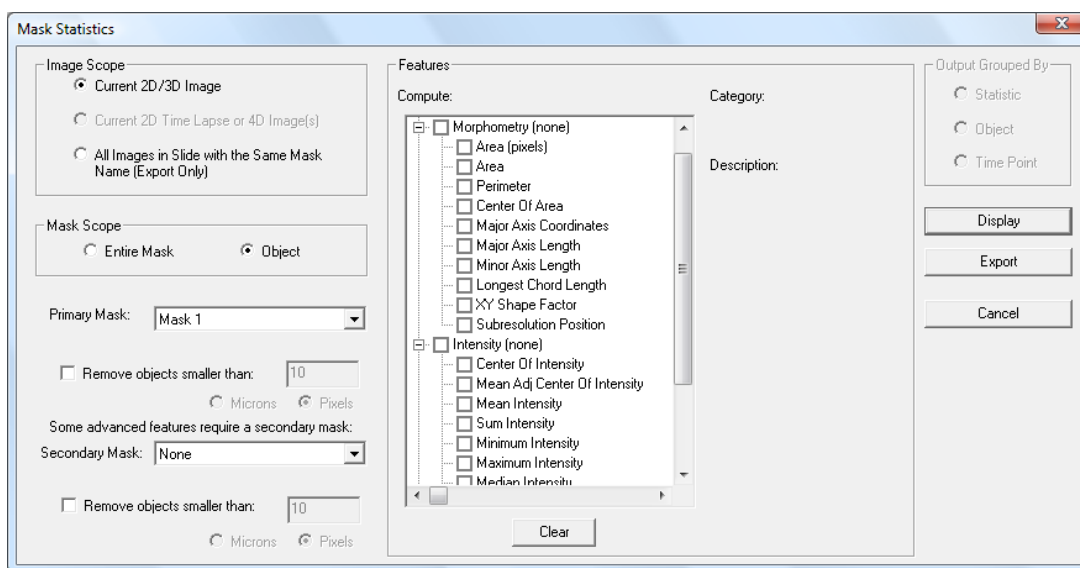 Mask Statistics
Image Scope
Current 2D/3D Image
Current 2D Time Lapse or 4D Image(s)
All Images in Slide with the Same Mask
Name (Export Only)
Mask Scope
Entire Mask
Object
Primary Mask:
Mask 1
Remove objects smaller than:
10
Microns
Pixels
Some advanced features require a secondary mask:
Secondary Mask:
None
Remove objects smaller than:
10
Microns
Pixels
Features
Compute:
Morphometry (none)
Area (pixels)
Area
Perimeter
Center Of Area
Major Axis Coordinates
Major Axis Length
Minor Axis Length
Longest Chord Length
XY Shape Factor
Subresolution Position
Intensity (none)
Center Of Intensity
Mean Adj Center Of Intensity
Mean Intensity
Sum Intensity
Minimum Intensity
Maximum Intensity
Median Intensity
Clear
Category:
Description:
Output Grouped By
Statistic
Object
Time Point
Display
Export
Cancel